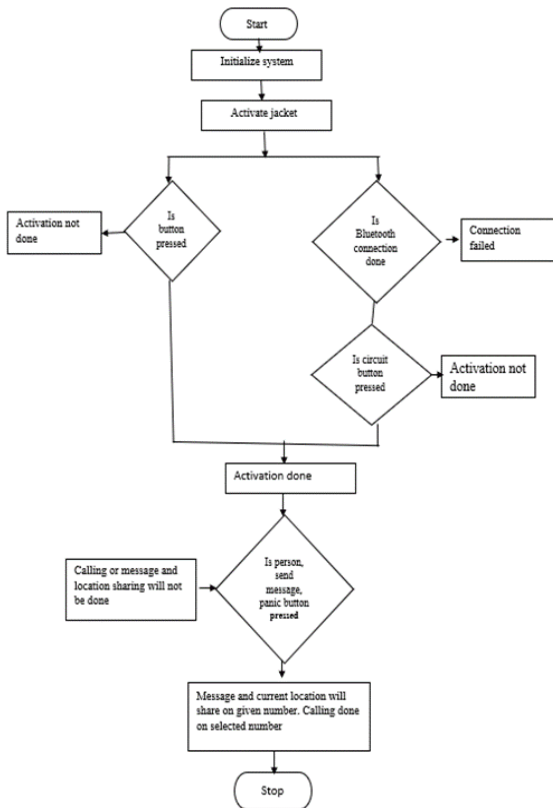 Start
Initialize system
Activate jacket
Is
button
pressed
Activation not
done
Is
Bluetooth
connection
done
Connection
failed
Is circuit
button
pressed
Activation not
done
Activation done
Is person,
send
message,
panic button
pressed
Calling or message and
location sharing will not
be done
Message and current location will
share on given number. Calling done
on selected number
Stop